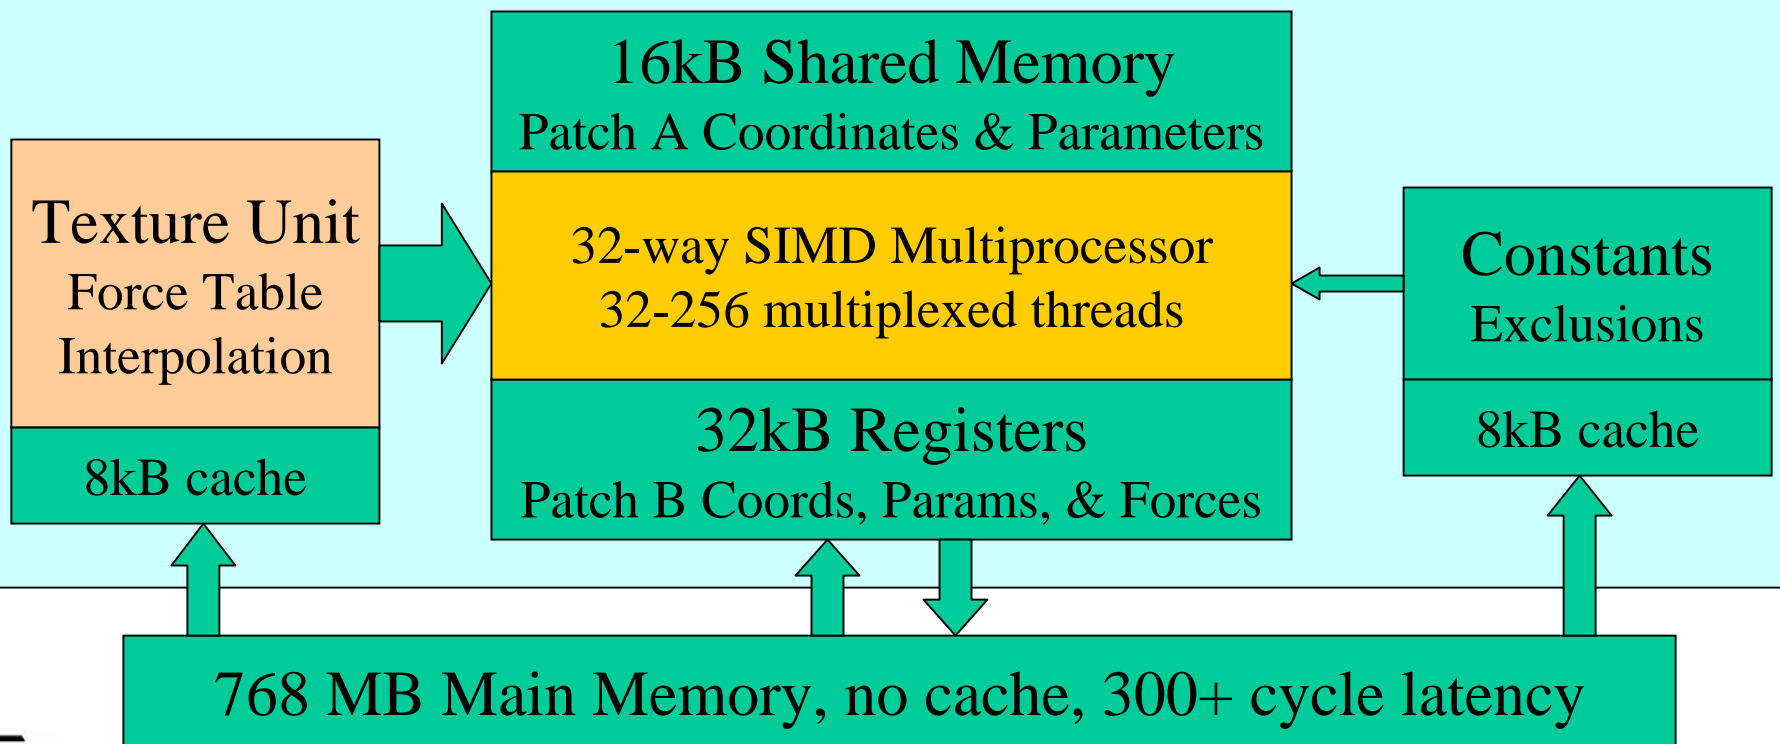 16kB Shared Memory
Patch A Coordinates & Parameters
Texture Unit
Force Table
Interpolation
8kB cache
32-way SIMD Multiprocessor
32-256 multiplexed threads
Constants
Exclusions
8kB cache
32kB Registers
Patch B Coords, Params, & Forces
768 MB Main Memory, no cache, 300+ cycle latency